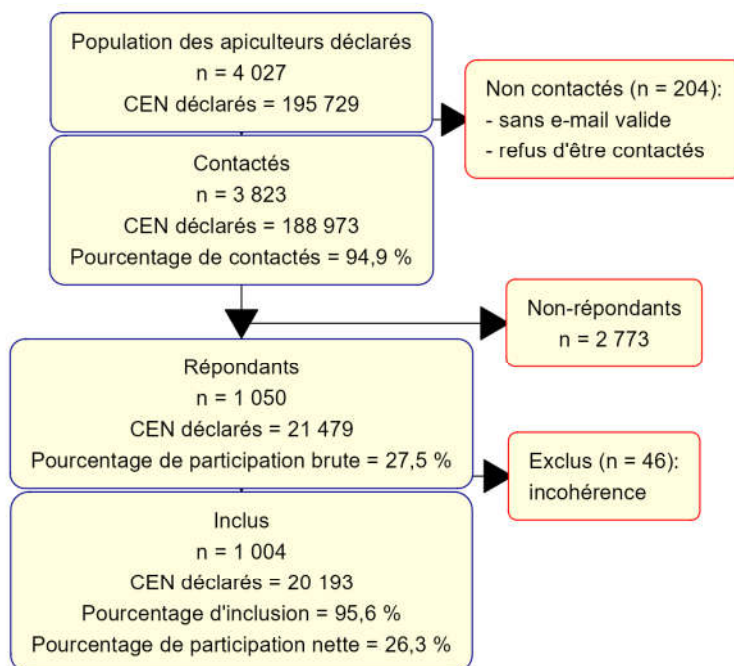 Population des apiculteurs déclarés
n = 4 027
CEN déclarés = 195 729
Non contactés (n = 204):
- sans e-mail valide
- refus d'être contactés
Contactés
n = 3 823
CEN déclarés = 188 973
Pourcentage de contactés = 94,9 %
Non-répondants
n = 2 773
Répondants
n = 1 050
CEN déclarés = 21 479
Pourcentage de participation brute = 27,5 %
Exclus (n = 46):
incohérence
Inclus
n = 1 004
CEN déclarés = 20 193
Pourcentage d'inclusion = 95,6 %
Pourcentage de participation nette = 26,3 %